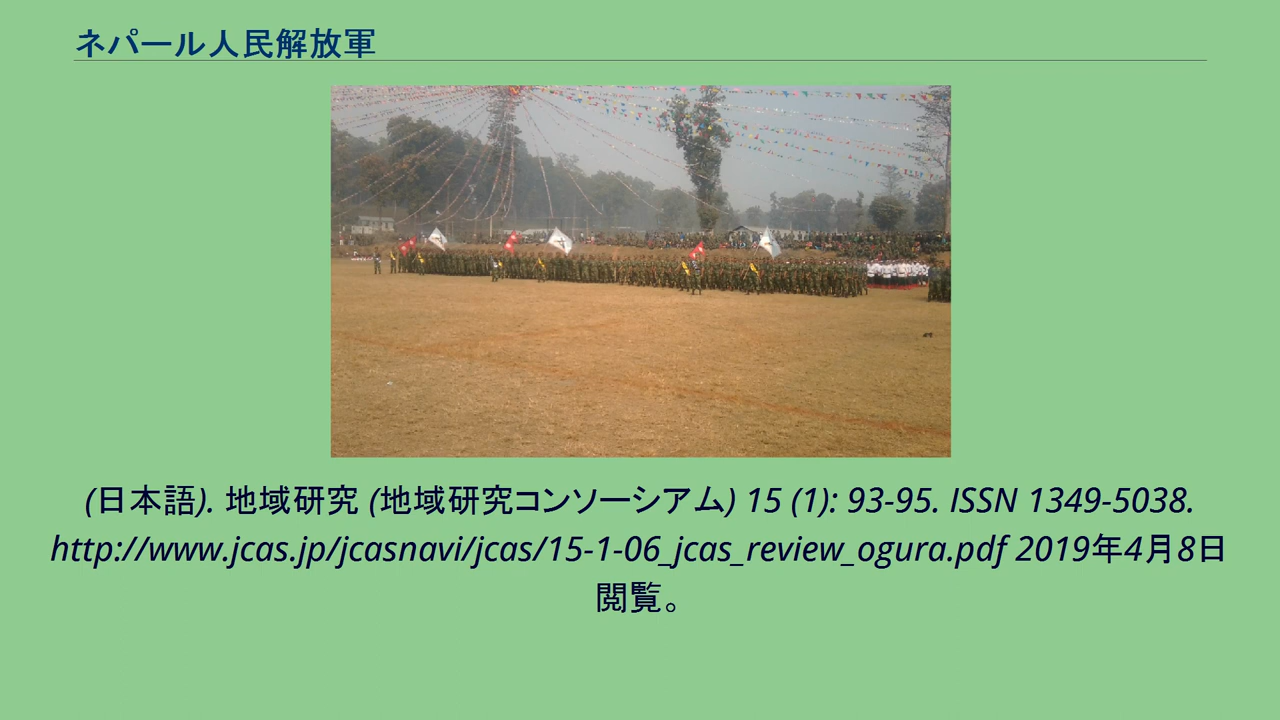 ネパール人民解放軍
(日本語). 地域研究 (地域研究コンソーシアム) 15 (1): 93-95. ISSN 1349-5038.
http://www.jcas.jp/jcasnavi/jcas/15-1-06_jcas_review_ogura.pdf 2019年4月8日
閲覧。